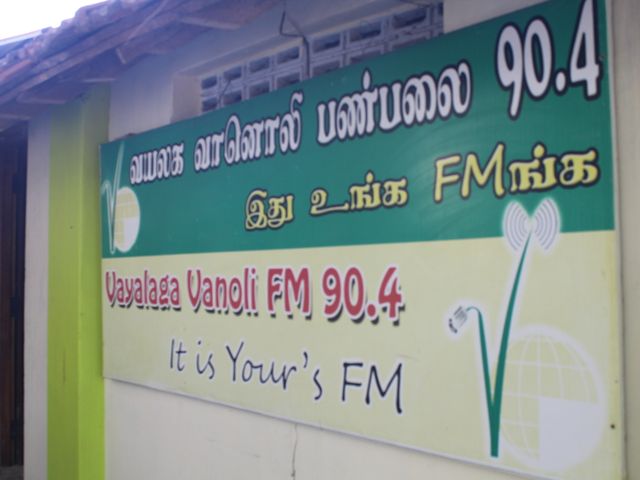 வயலக வானொலி பண்பலை 90.4
இது உங்க FMங்க
Vayalaga Vanoli FM 90.4
It is Your's FM